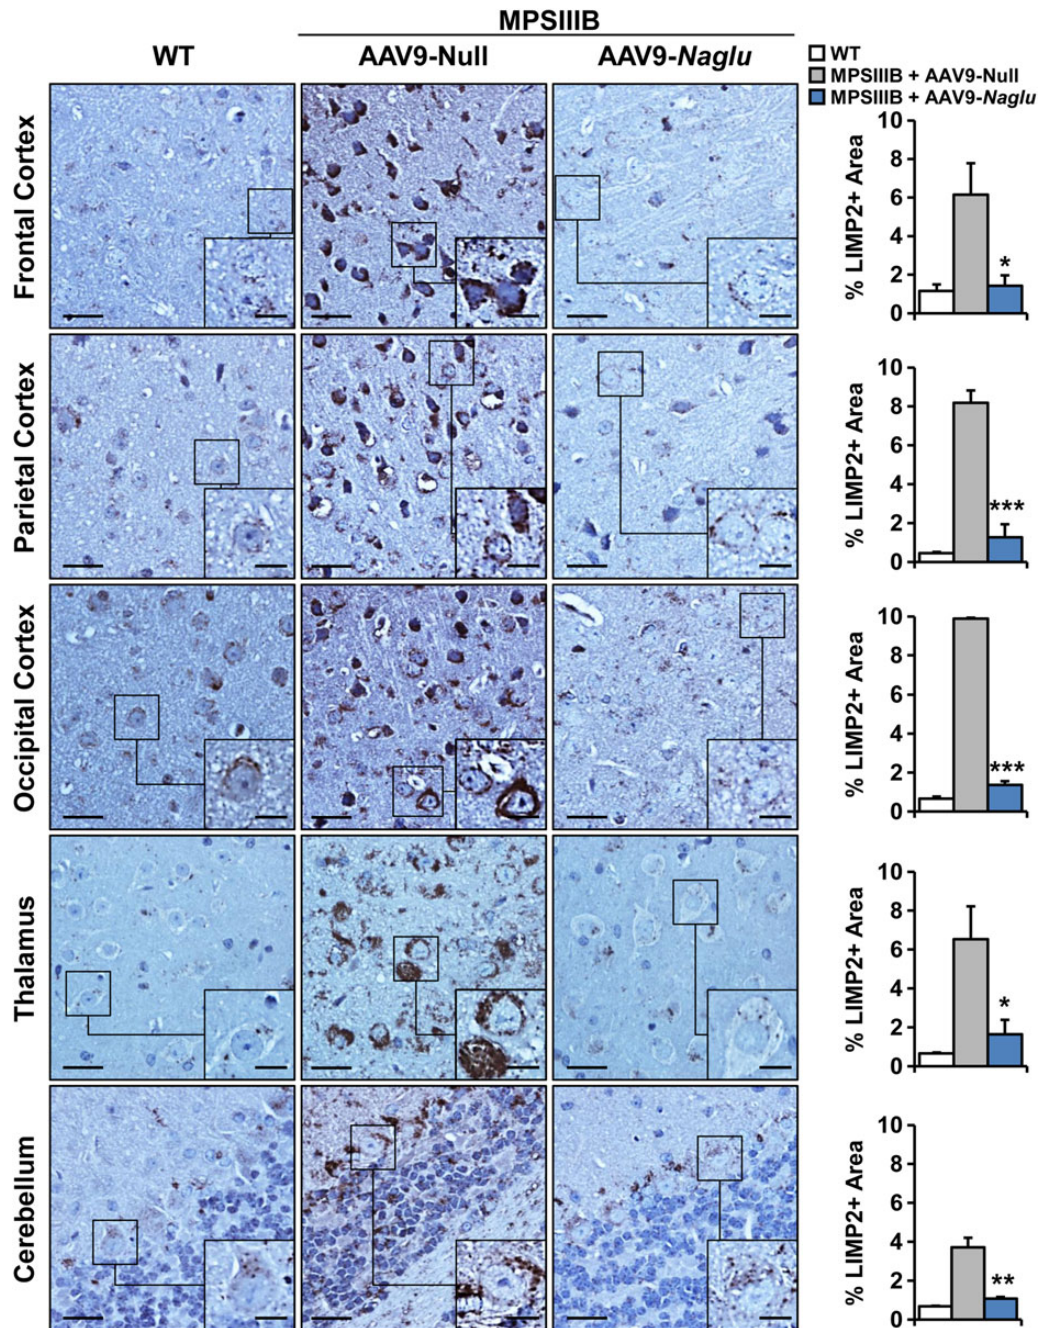 MPSIIIB
WT AAV9-Null AAV9-Naglu
WT
MPSIIIB + AAV9-Null
MPSIIIB + AAV9-Naglu
Frontal Cortex
% LIMP2+ Area
10
8
6
4
2
0
*
Parietal Cortex
% LIMP2+ Area
10
8
6
4
2
0
***
Occipital Cortex
% LIMP2+ Area
10
8
6
4
2
0
***
Thalamus
% LIMP2+ Area
10
8
6
4
2
0
*
Cerebellum
% LIMP2+ Area
10
8
6
4
2
0
**